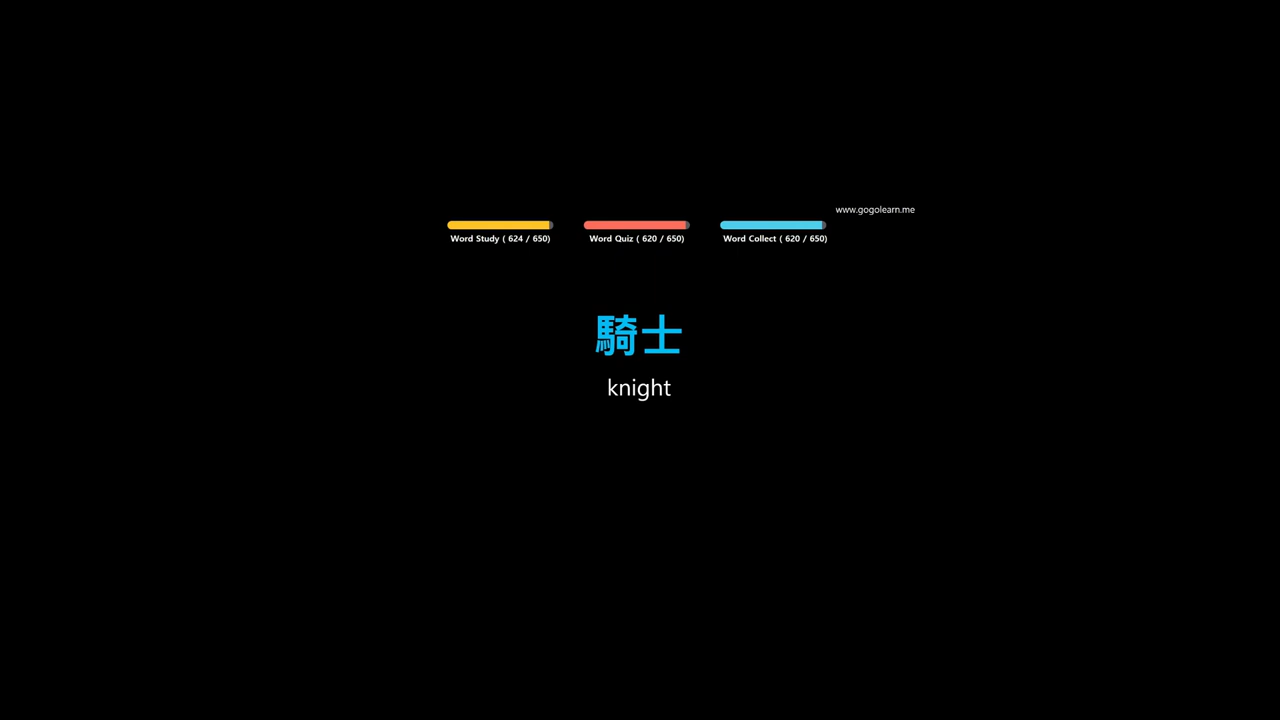 www.gogolearn.me
Word Study ( 624 / 650)
Word Quiz ( 620 / 650)
Word Collect ( 620 / 650)
騎士
knight